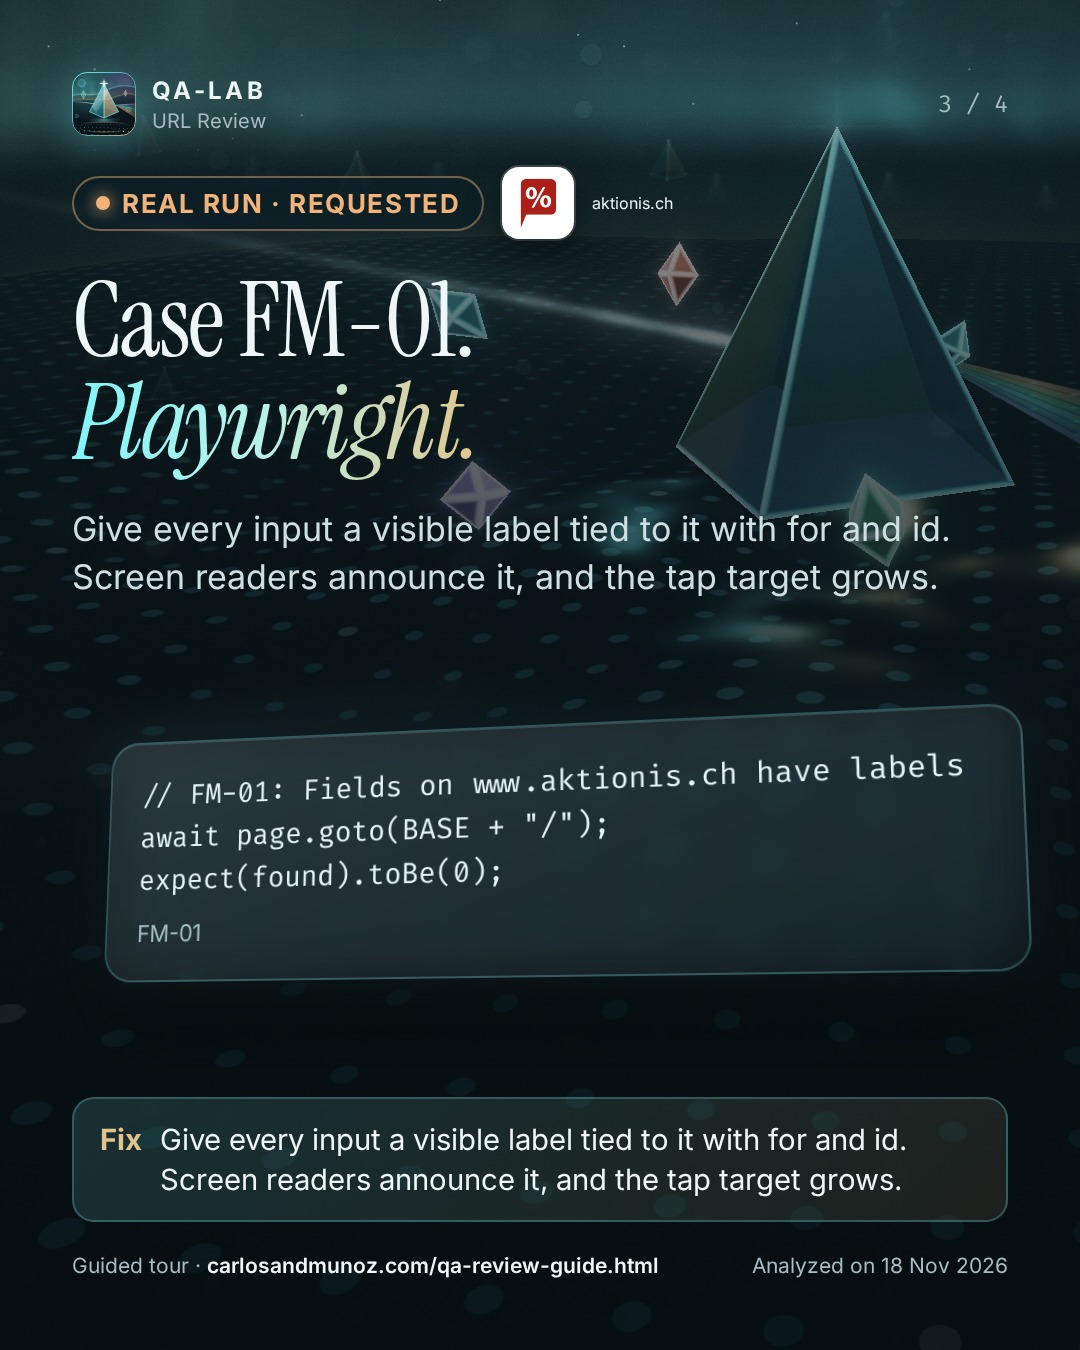 QA-LAB
URL Review
3 / 4
REAL RUN · REQUESTED
%
aktionis.ch
Case FM-01.
Playwright.
Give every input a visible label tied to it with for and id.
Screen readers announce it, and the tap target grows.
// FM-01: Fields on www.aktionis.ch have labels
await page.goto(BASE + "/");
expect(found).toBe(0);
FM-01
Fix Give every input a visible label tied to it with for and id.
Screen readers announce it, and the tap target grows.
Guided tour · carlosandmunoz.com/qa-review-guide.html
Analyzed on 18 Nov 2026